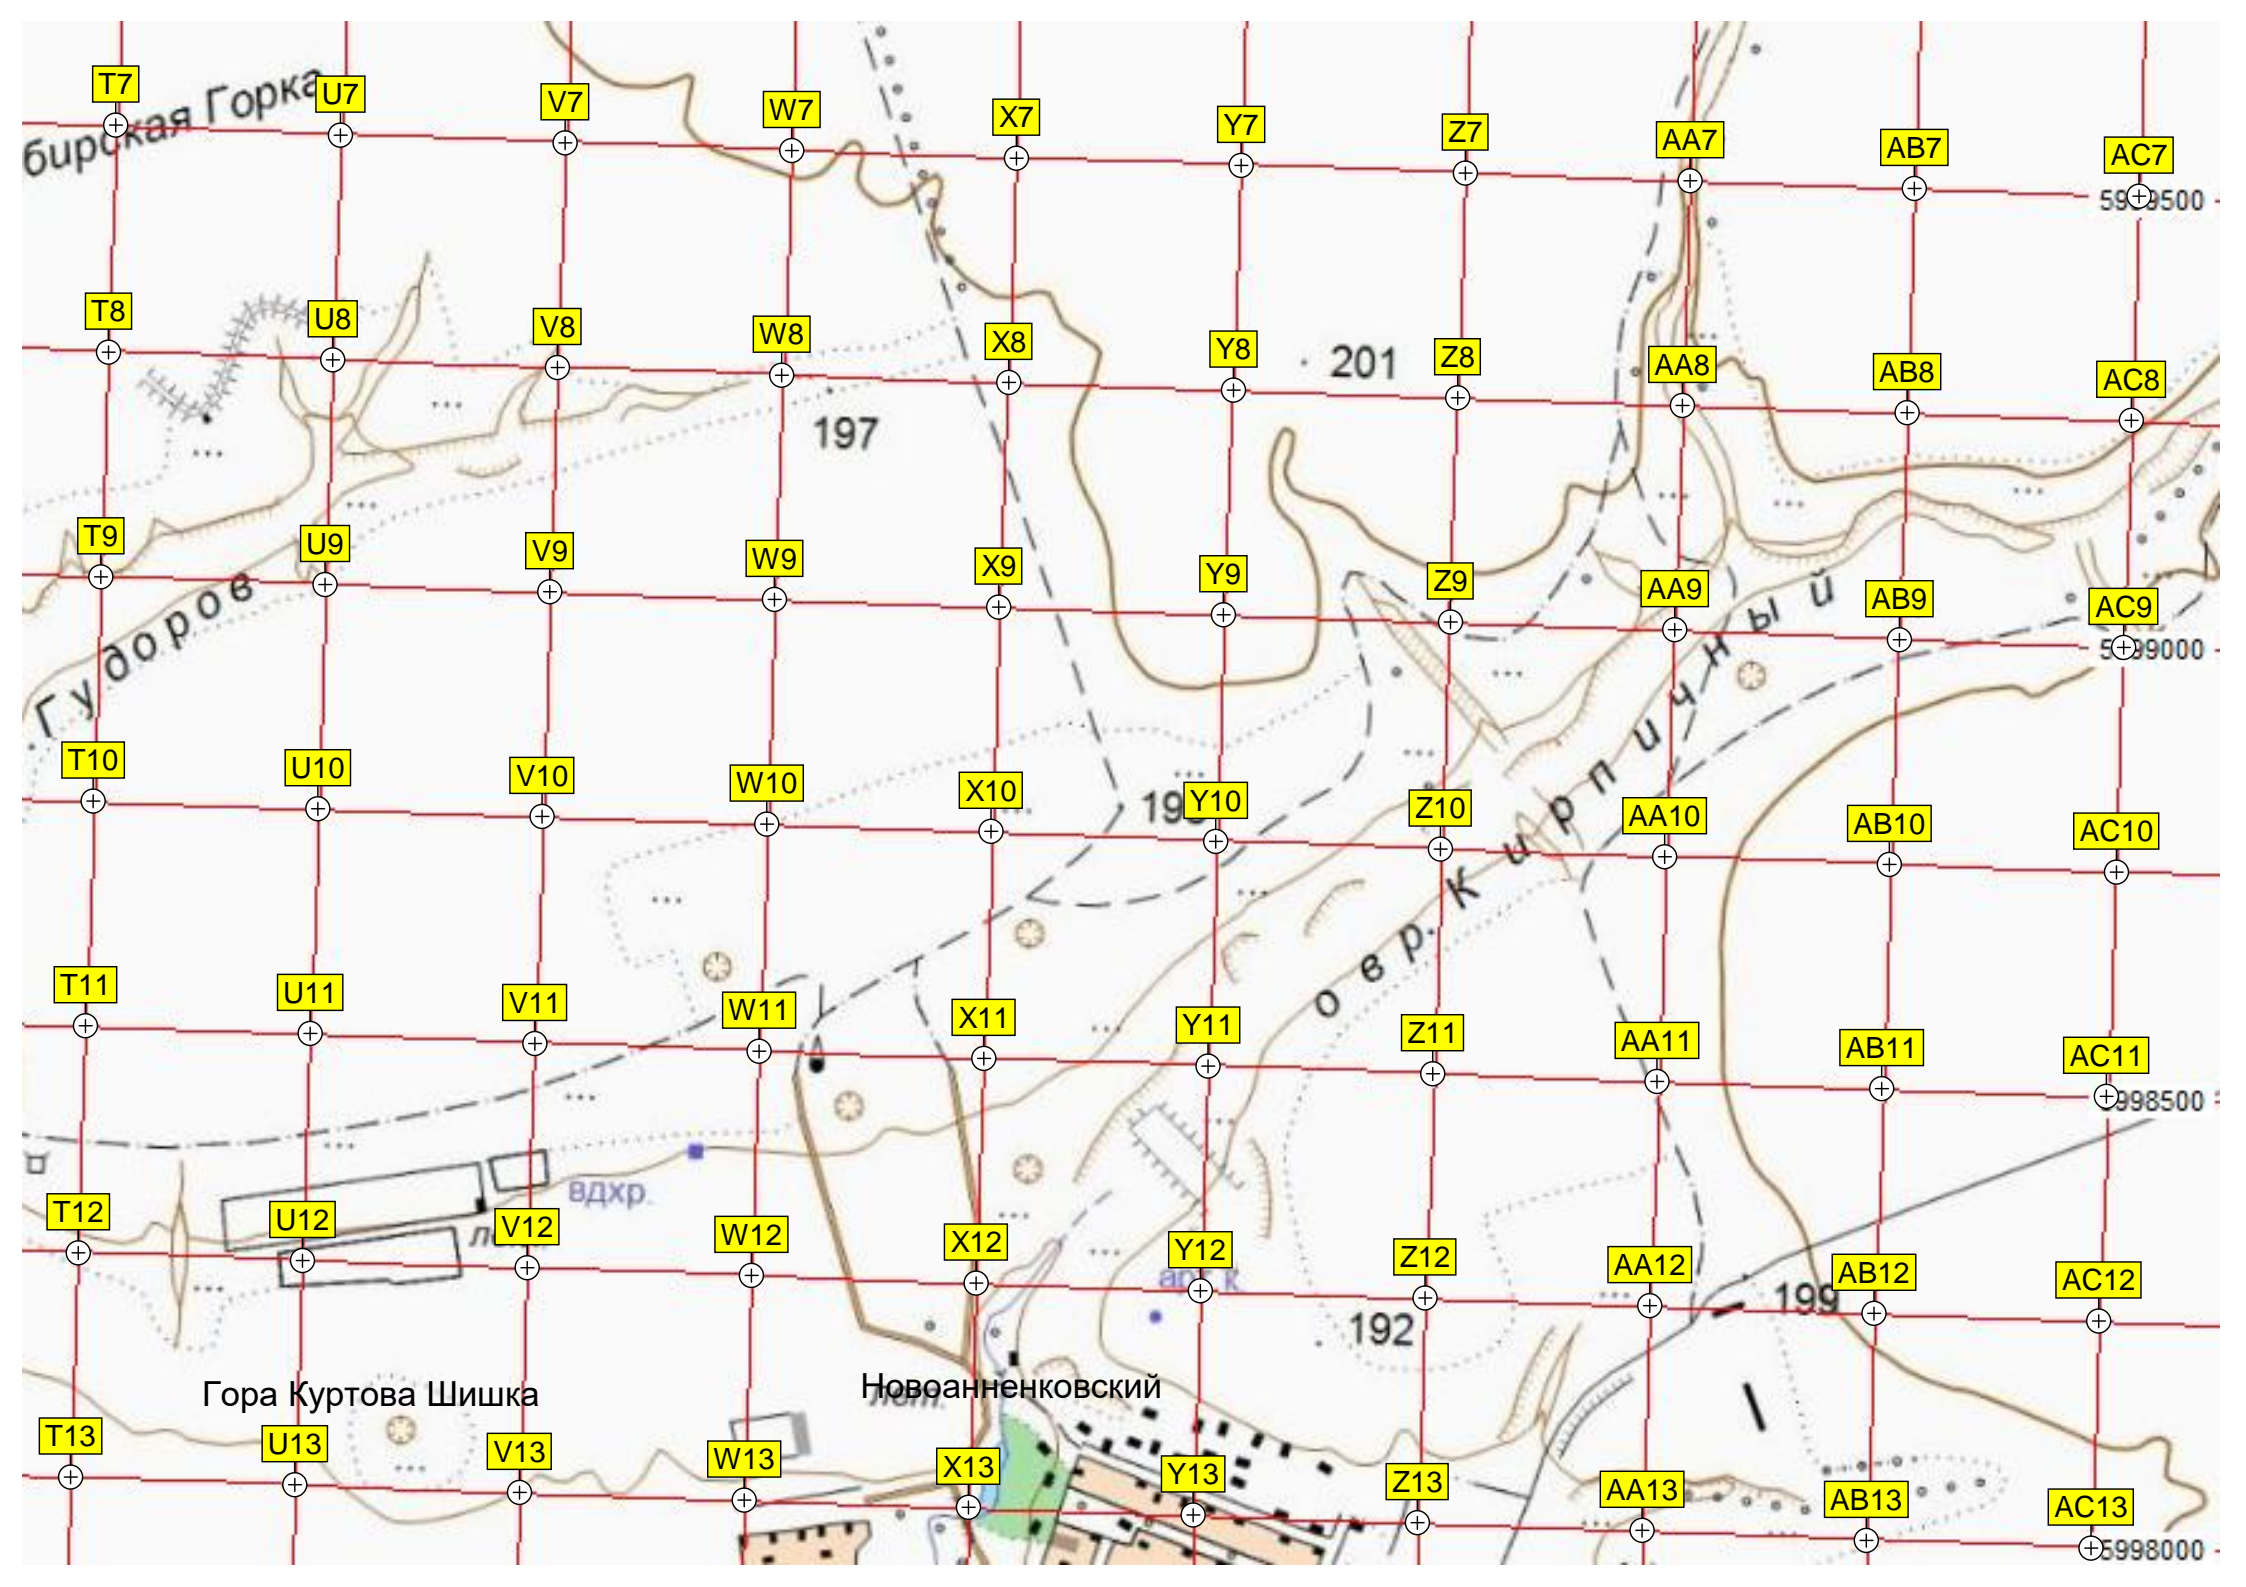 T7 U7 V7 W7 X7 Y7 Z7 AA7 AB7 AC7
бирская Горка
5999500
T8 U8 V8 W8 X8 Y8 Z8 AA8 AB8 AC8
201
197
T9 U9 V9 W9 X9 Y9 Z9 AA9 AB9 AC9
Гудоров
5999000
T10 U10 V10 W10 X10 Y10 Z10 AA10 AB10 AC10
овр. Кирпичный
T11 U11 V11 W11 X11 Y11 Z11 AA11 AB11 AC11
5998500
вдхр.
T12 U12 V12 W12 X12 Y12 Z12 AA12 AB12 AC12
199
192
Гора Куртова Шишка
Новоанненковский
лет.
T13 U13 V13 W13 X13 Y13 Z13 AA13 AB13 AC13
5998000